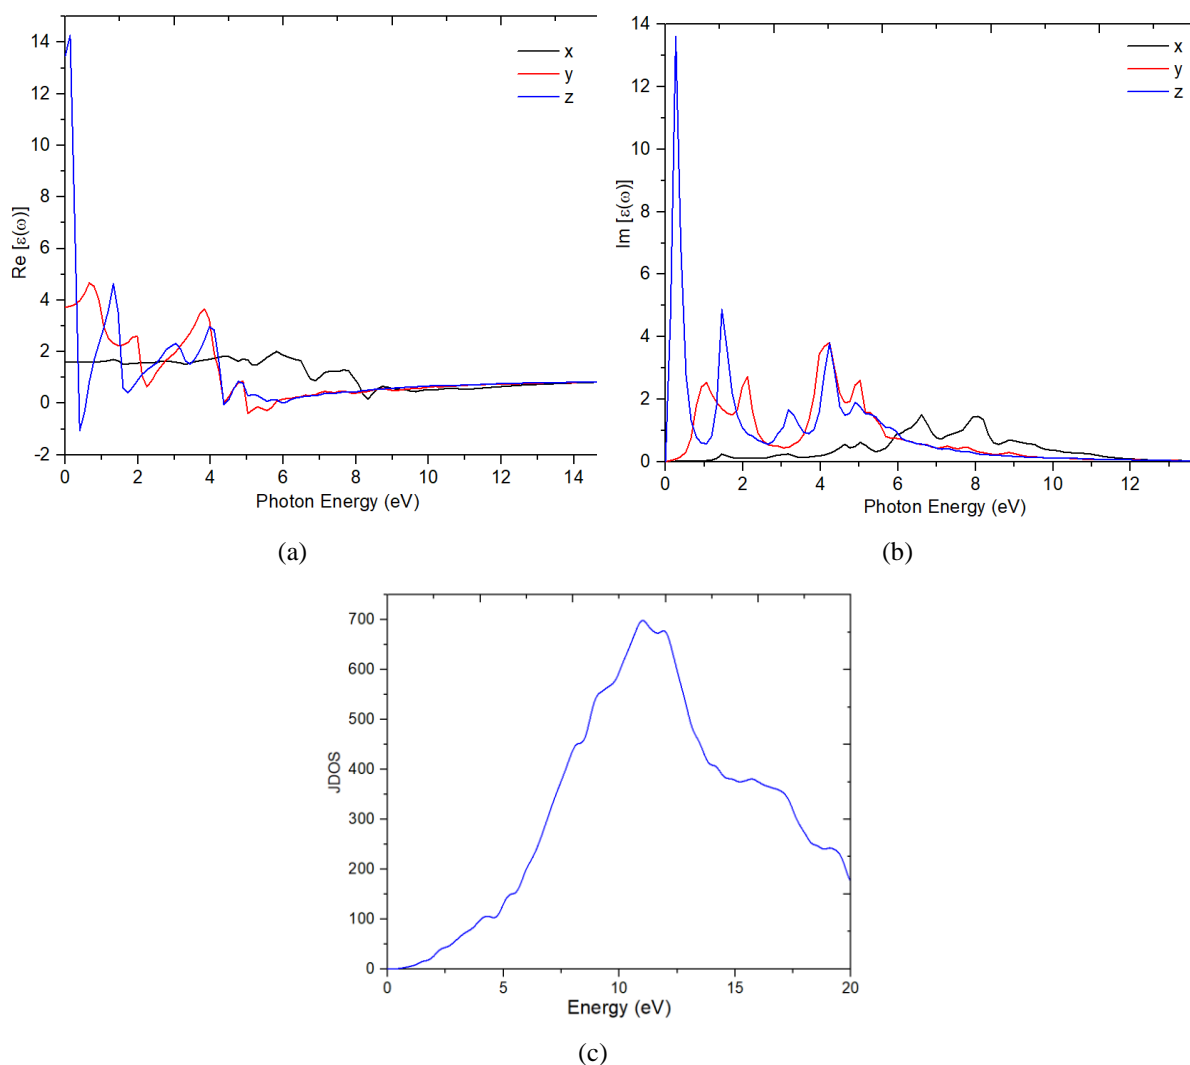 14
12
10
8
6
4
2
0
-2
Re [ε(ω)]
x
y
z
0 2 4 6 8 10 12 14
Photon Energy (eV)
(a)
14
12
10
8
6
4
2
0
Im [ε(ω)]
x
y
z
0 2 4 6 8 10 12
Photon Energy (eV)
(b)
700
600
500
400
300
200
100
0
JDOS
0 5 10 15 20
Energy (eV)
(c)